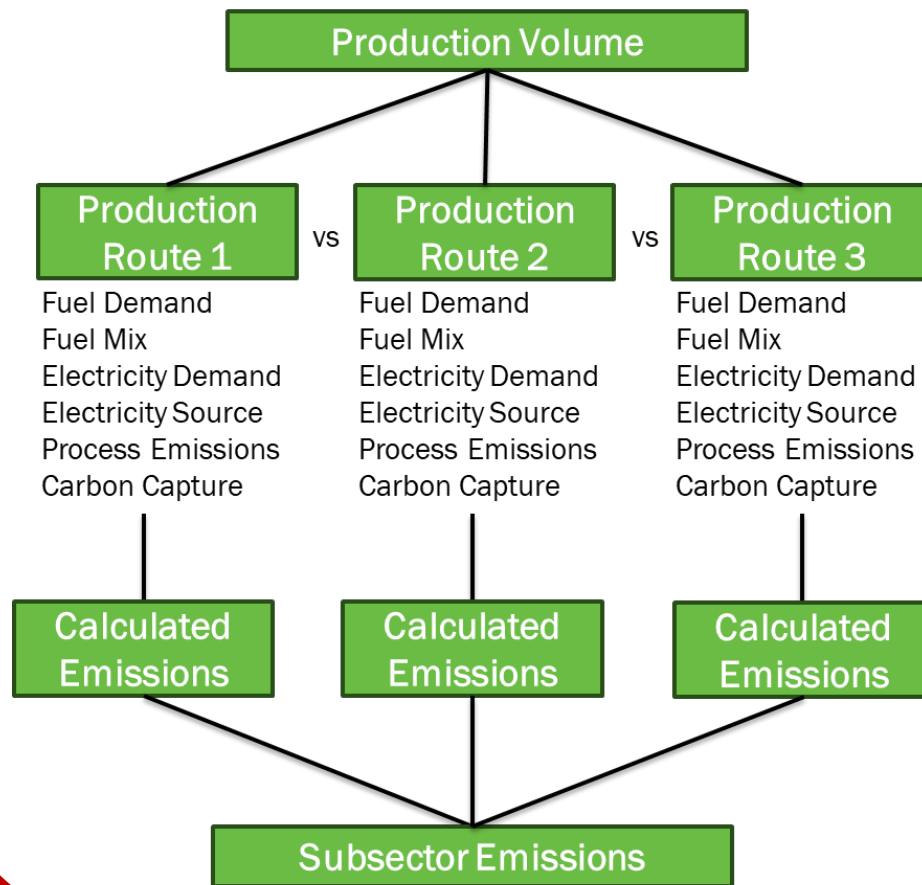 Production Volume
Production
Route 1
vs
Production
Route 2
vs
Production
Route 3
Fuel Demand
Fuel Mix
Electricity Demand
Electricity Source
Process Emissions
Carbon Capture
Fuel Demand
Fuel Mix
Electricity Demand
Electricity Source
Process Emissions
Carbon Capture
Fuel Demand
Fuel Mix
Electricity Demand
Electricity Source
Process Emissions
Carbon Capture
Calculated
Emissions
Calculated
Emissions
Calculated
Emissions
Subsector Emissions